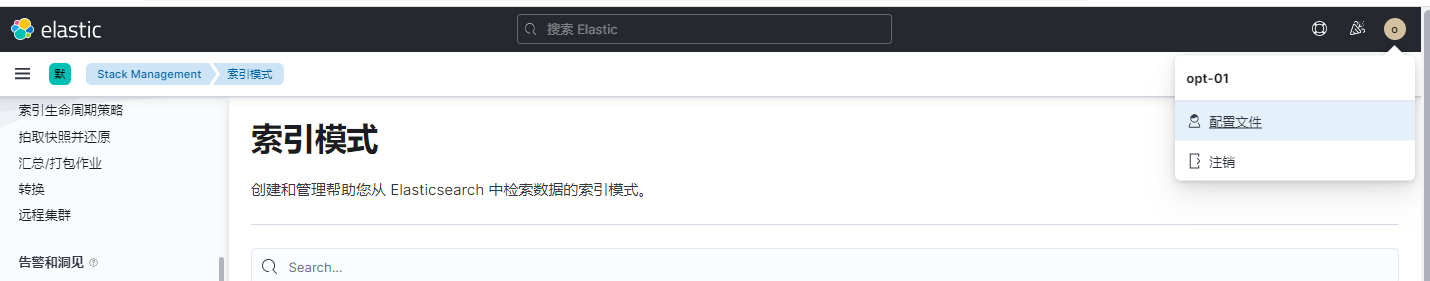 elastic
搜索 Elastic
o
默
Stack Management
索引模式
opt-01
配置文件
注销
索引生命周期策略
拍取快照并还原
汇总/打包作业
转换
远程集群
告警和洞见
索引模式
创建和管理帮助您从 Elasticsearch 中检索数据的索引模式。
Search...